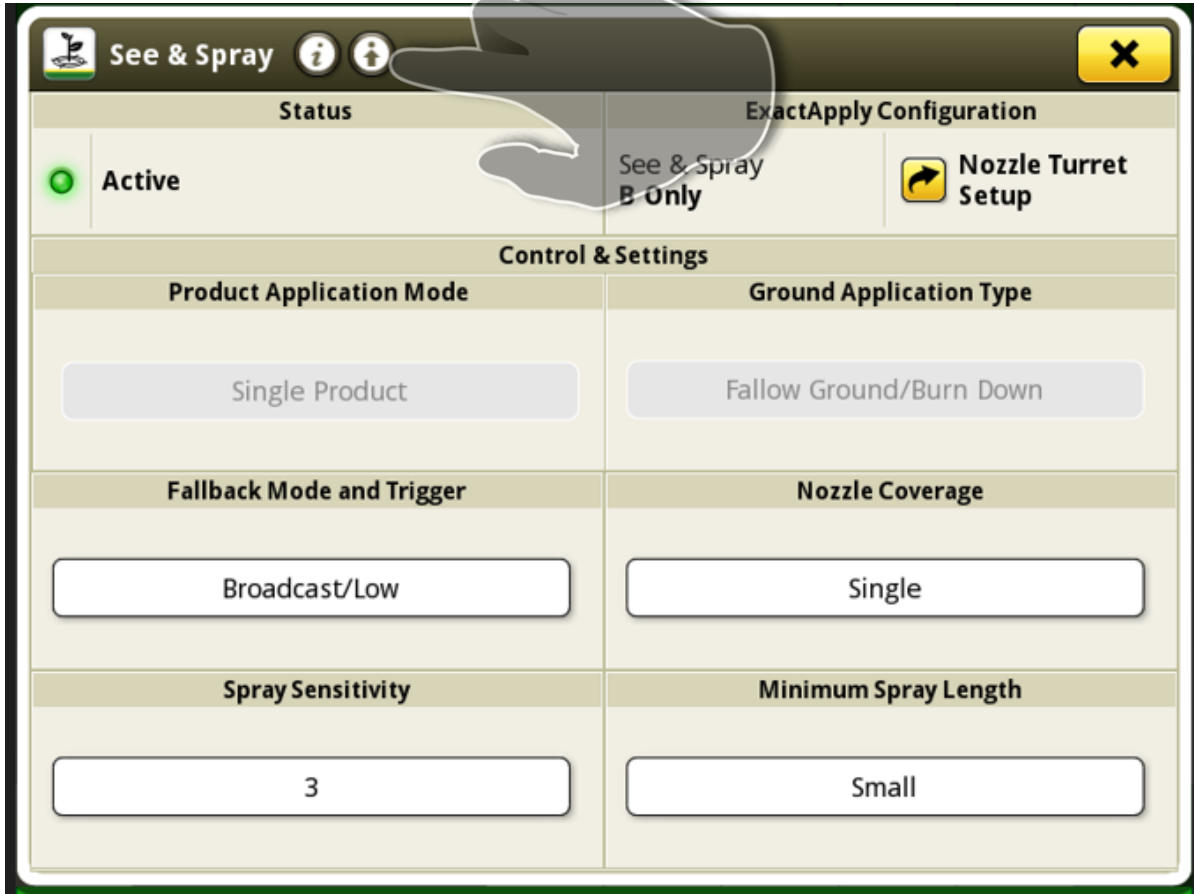 See & Spray
Status
ExactApply Configuration
Active
See & Spray
B Only
Nozzle Turret
Setup
Control & Settings
Product Application Mode
Ground Application Type
Single Product
Fallow Ground/Burn Down
Fallback Mode and Trigger
Nozzle Coverage
Broadcast/Low
Single
Spray Sensitivity
Minimum Spray Length
3
Small